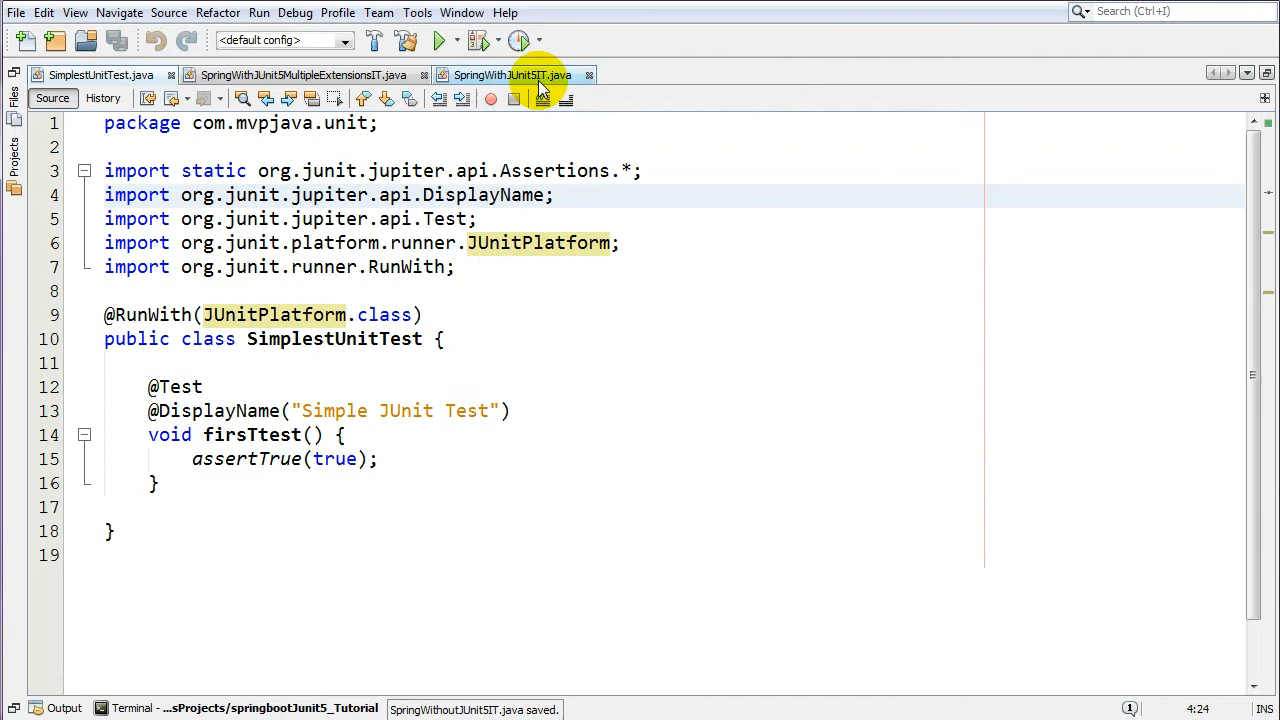 File Edit View Navigate Source Refactor Run Debug Profile Team Tools Window Help
Search (Ctrl+I)
<default config>
SimplestUnitTest.java SpringWithJUnit5MultipleExtensionsIT.java SpringWithJUnit5IT.java
Files
Projects
Source History
1 package com.mvpjava.unit;
2
3 import static org.junit.jupiter.api.Assertions.*;
4 import org.junit.jupiter.api.DisplayName;
5 import org.junit.jupiter.api.Test;
6 import org.junit.platform.runner.JUnitPlatform;
7 import org.junit.runner.RunWith;
8
9 @RunWith(JUnitPlatform.class)
10 public class SimplestUnitTest {
11
12 @Test
13 @DisplayName("Simple JUnit Test")
14 void firsTtest() {
15 assertTrue(true);
16 }
17
18 }
19
Output Terminal - ...sProjects/springbootJunit5_Tutorial SpringWithoutJUnit5IT.java saved. 1 4:24 INS